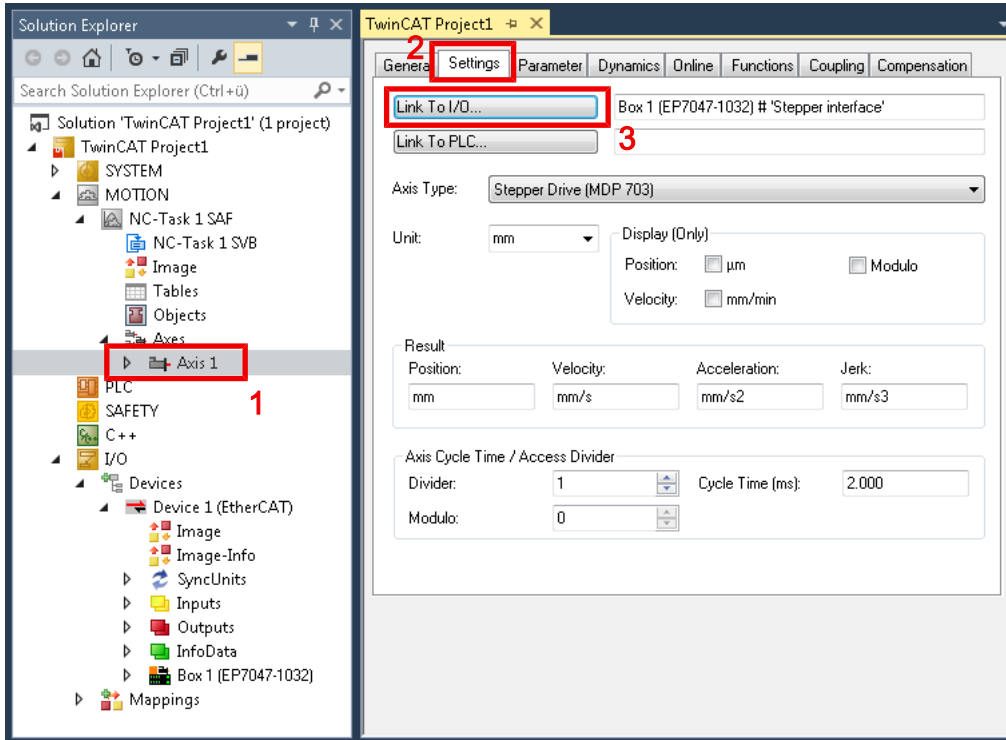 Solution Explorer
Search Solution Explorer (Ctrl+ü)
Solution 'TwinCAT Project1' (1 project)
TwinCAT Project1
SYSTEM
MOTION
NC-Task 1 SAF
NC-Task 1 SVB
Image
Tables
Objects
Axes
Axis 1
1
PLC
SAFETY
C++
I/O
Devices
Device 1 (EtherCAT)
Image
Image-Info
SyncUnits
Inputs
Outputs
InfoData
Box 1 (EP7047-1032)
Mappings
TwinCAT Project1
2
General Settings Parameter Dynamics Online Functions Coupling Compensation
Link To I/O... Box 1 (EP7047-1032) # 'Stepper interface'
Link To PLC... 3
Axis Type: Stepper Drive (MDP 703)
Unit: mm Display (Only)
Position: µm Modulo
Velocity: mm/min
Result
Position: Velocity: Acceleration: Jerk:
mm mm/s mm/s2 mm/s3
Axis Cycle Time / Access Divider
Divider: 1 Cycle Time (ms): 2.000
Modulo: 0